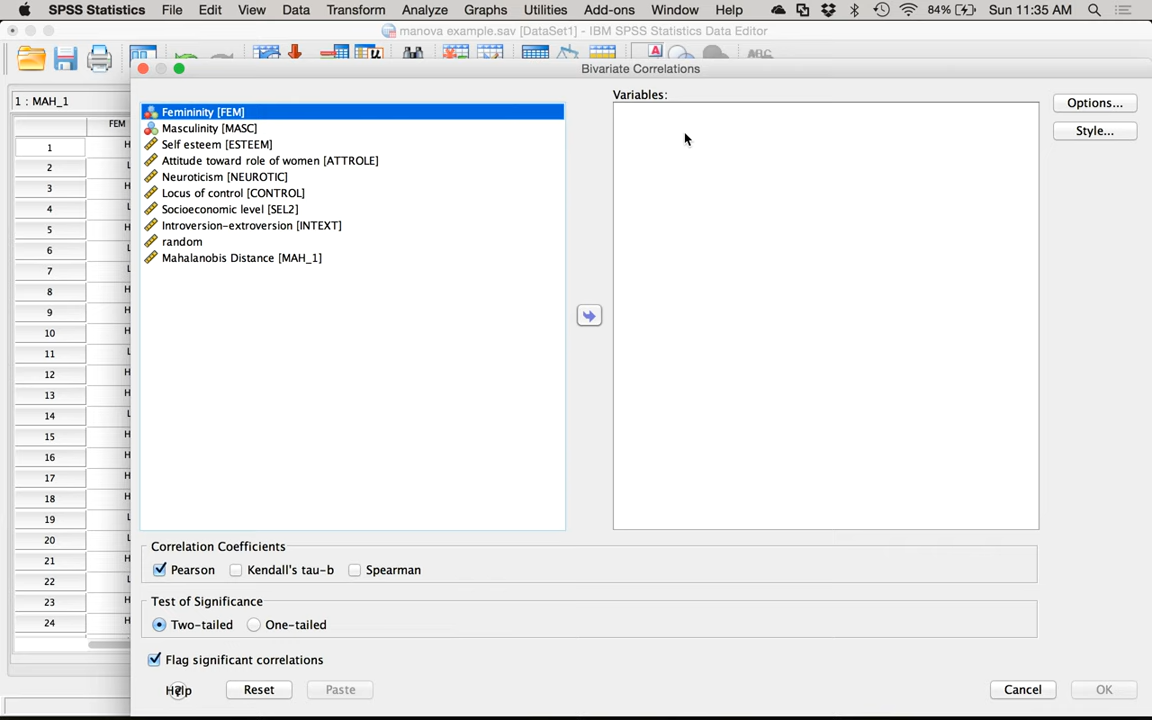 SPSS Statistics File Edit View Data Transform Analyze Graphs Utilities Add-ons Window Help 84% Sun 11:35 AM
manova example.sav [DataSet1] - IBM SPSS Statistics Data Editor
Bivariate Correlations
1 : MAH_1
FEM
1 H
2 L
3 H
4 L
5 H
6 L
7 L
8 H
9 H
10 H
11 L
12 H
13 H
14 L
15 H
16 H
17 H
18 H
19 L
20 L
21 H
22 L
23 H
24 H
Femininity [FEM]
Masculinity [MASC]
Self esteem [ESTEEM]
Attitude toward role of women [ATTROLE]
Neuroticism [NEUROTIC]
Locus of control [CONTROL]
Socioeconomic level [SEL2]
Introversion-extroversion [INTEXT]
random
Mahalanobis Distance [MAH_1]
Variables:
Options...
Style...
Correlation Coefficients
Pearson Kendall's tau-b Spearman
Test of Significance
Two-tailed One-tailed
Flag significant correlations
Help Reset Paste Cancel OK